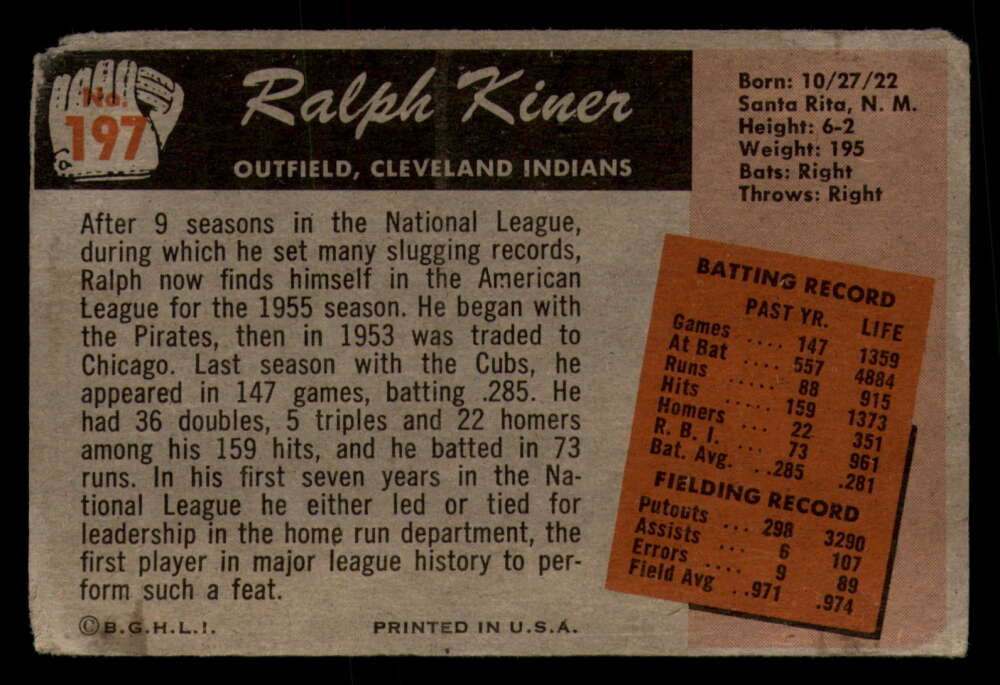 No.
197
Ralph Kiner
OUTFIELD, CLEVELAND INDIANS
Born: 10/27/22
Santa Rita, N. M.
Height: 6-2
Weight: 195
Bats: Right
Throws: Right
After 9 seasons in the National League,
during which he set many slugging records,
Ralph now finds himself in the American
League for the 1955 season. He began with
the Pirates, then in 1953 was traded to
Chicago. Last season with the Cubs, he
appeared in 147 games, batting .285. He
had 36 doubles, 5 triples and 22 homers
among his 159 hits, and he batted in 73
runs. In his first seven years in the Na-
tional League he either led or tied for
leadership in the home run department, the
first player in major league history to per-
form such a feat.
BATTING RECORD
PAST YR. LIFE
Games .... 147 1359
At Bat .... 557 4884
Runs ..... 88 915
Hits ..... 159 1373
Homers ... 22 351
R. B. I. ... 73 961
Bat. Avg. ..285 .281
FIELDING RECORD
Putouts ... 298 3290
Assists ... 6 107
Errors .... 9 89
Field Avg ..971 .974
©B.G.H.L.I. PRINTED IN U.S.A.